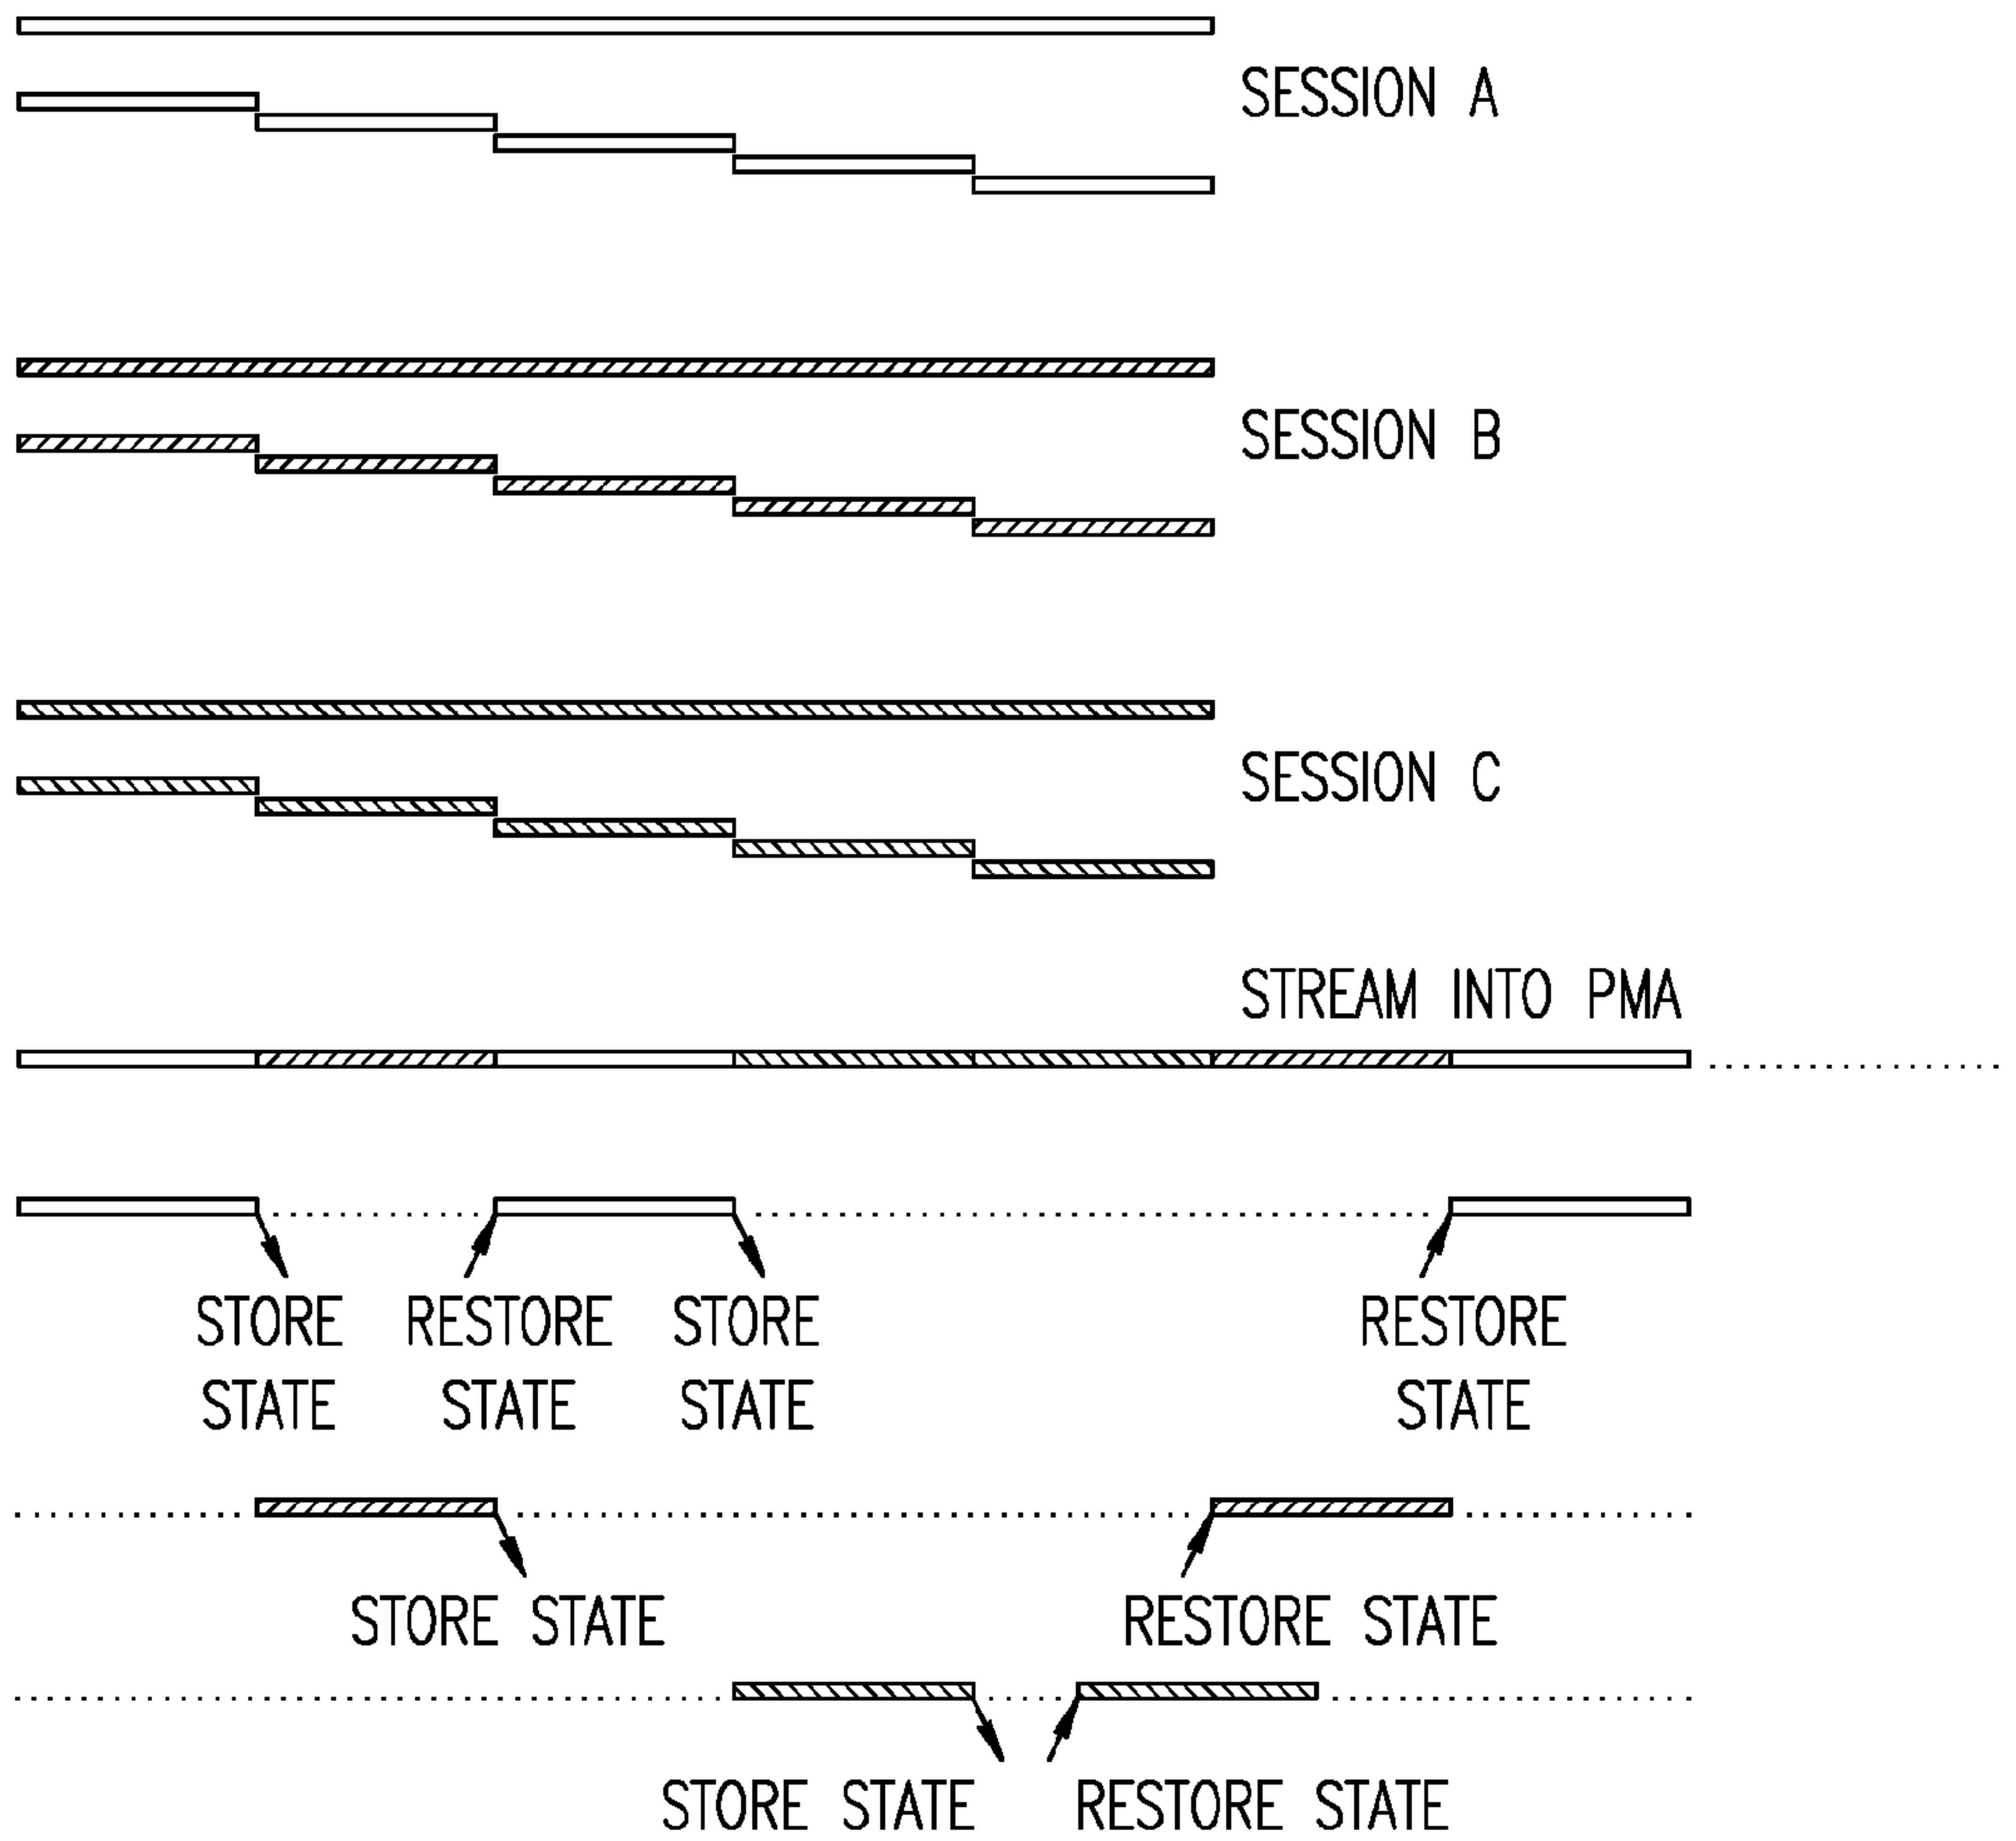 SESSION A
SESSION B
SESSION C
STREAM INTO PMA
STORE RESTORE STORE RESTORE
STATE STATE STATE STATE
STORE STATE RESTORE STATE
STORE STATE RESTORE STATE